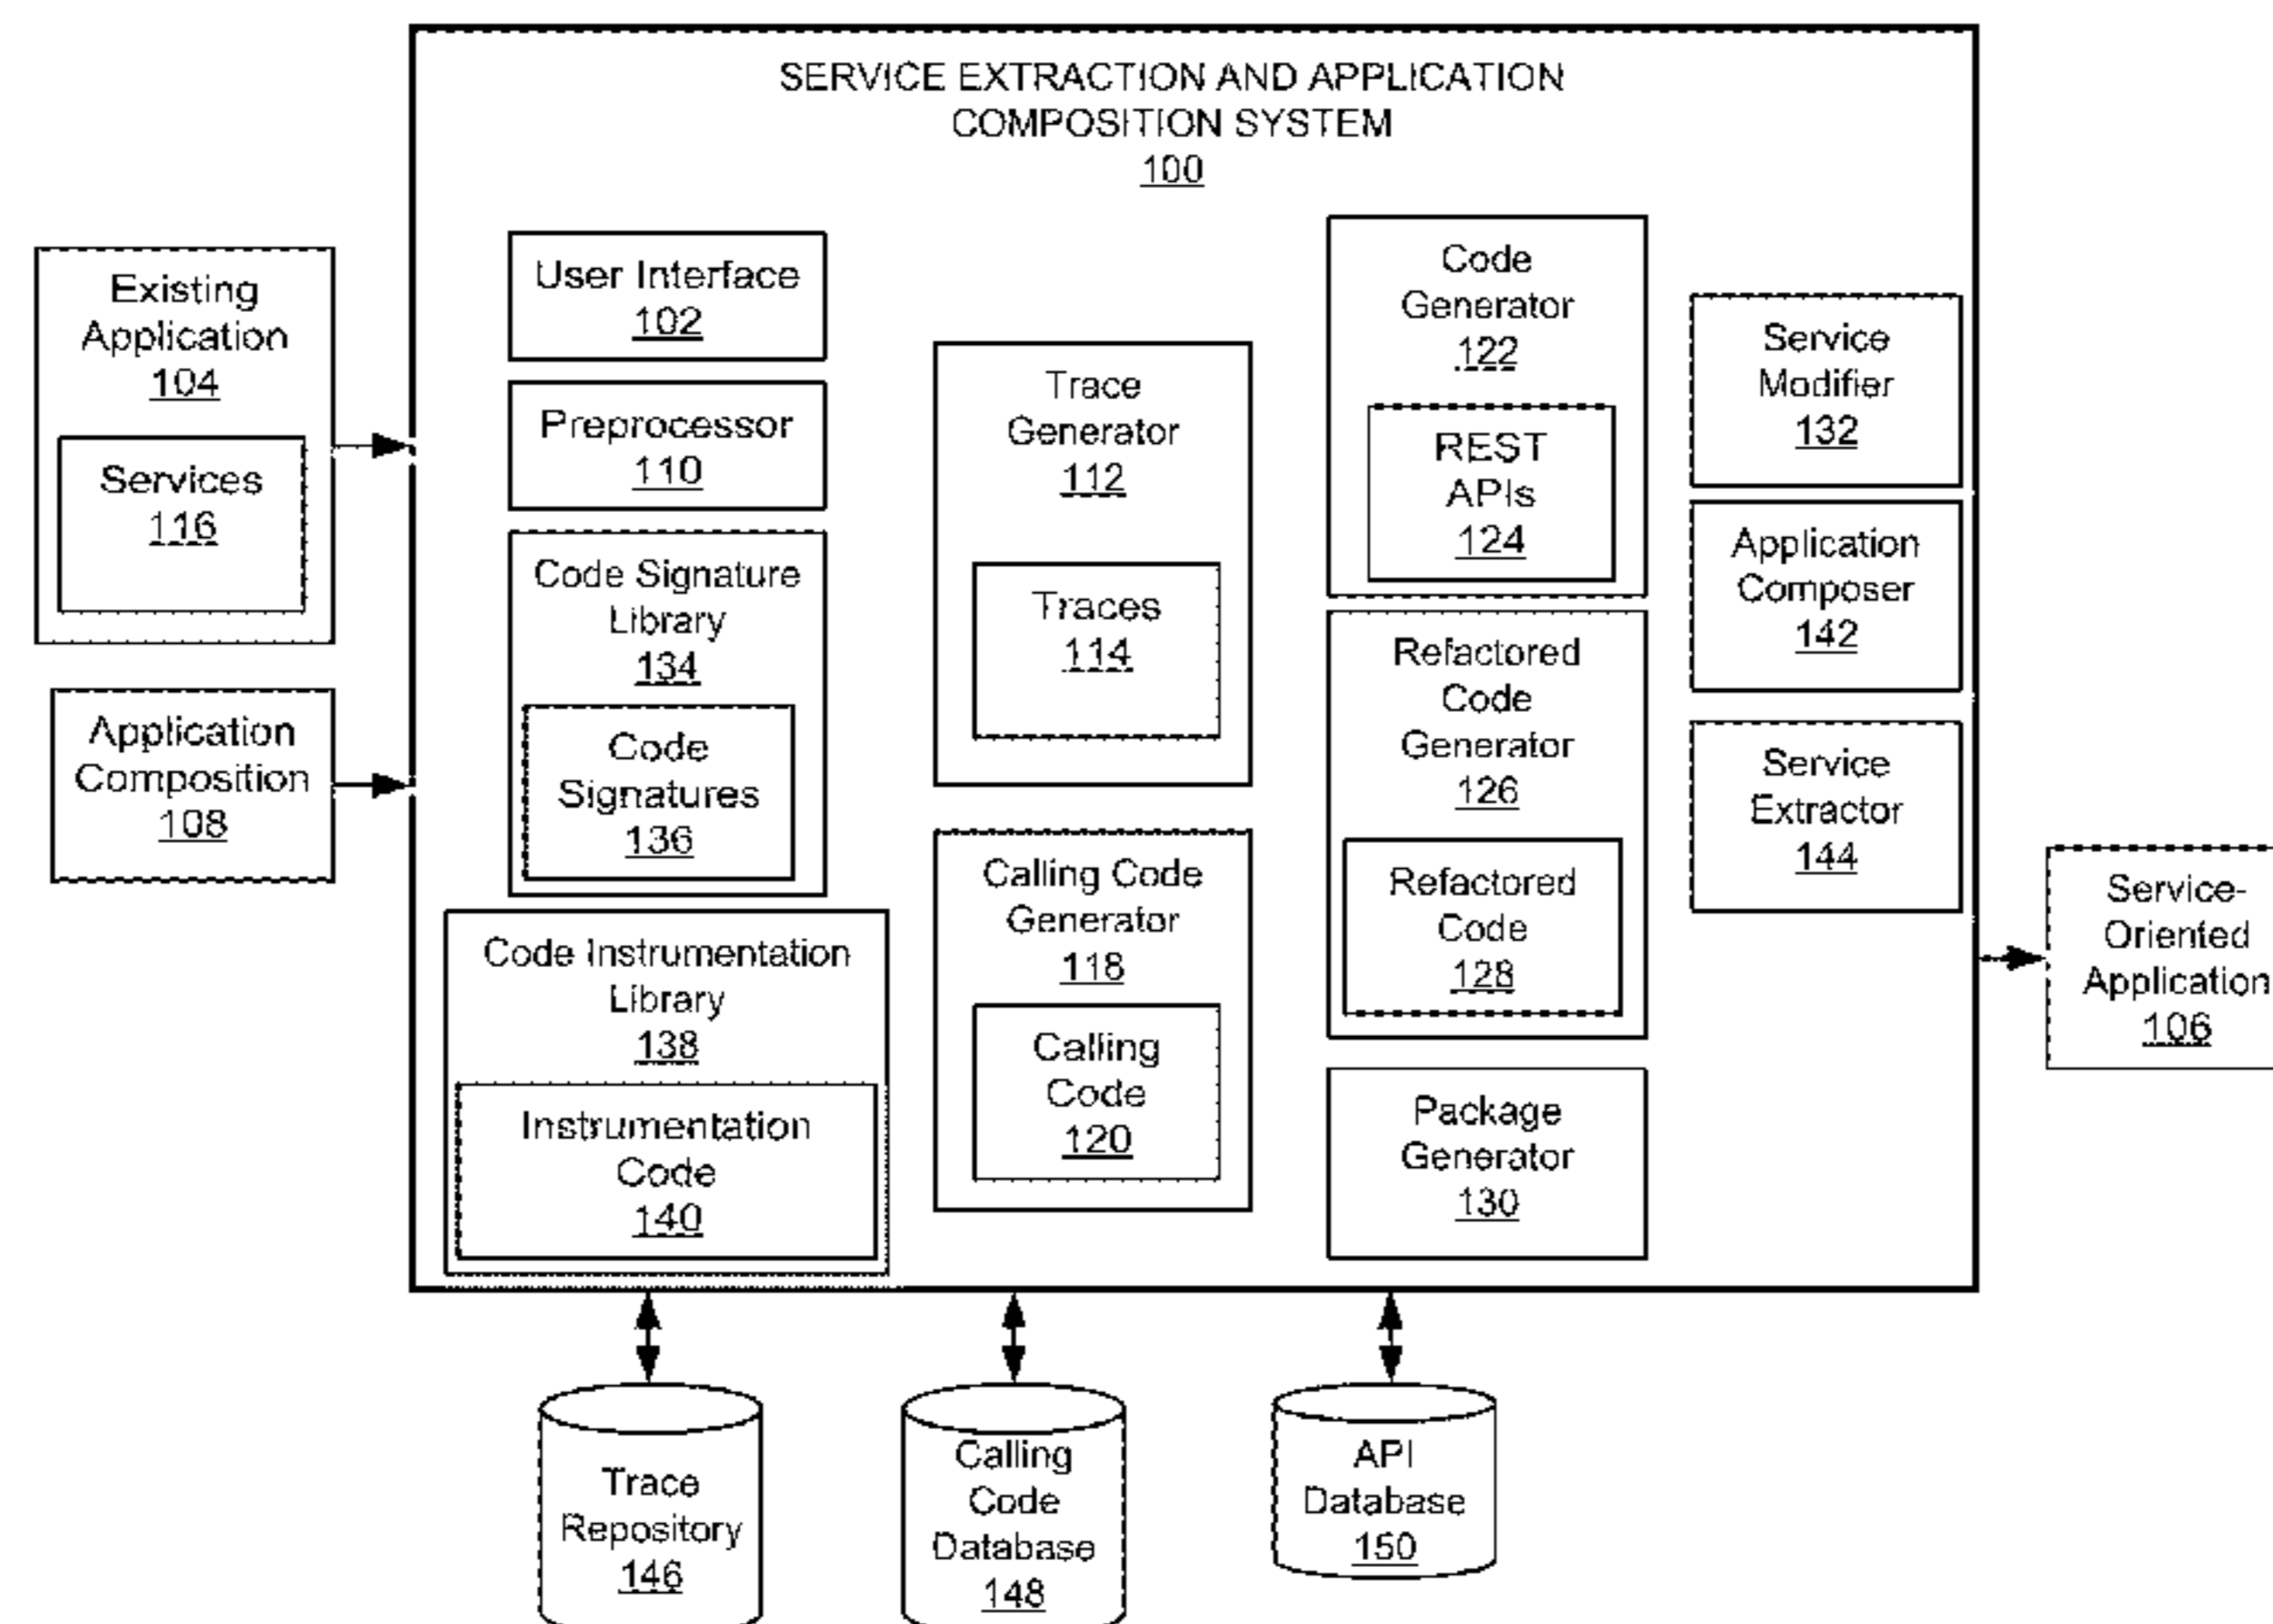 SERVICE EXTRACTION AND APPLICATION
COMPOSITION SYSTEM
100
Existing
Application
104
Services
116
Application
Composition
108
User Interface
102
Preprocessor
110
Code Signature
Library
134
Code
Signatures
136
Code Instrumentation
Library
138
Instrumentation
Code
140
Trace
Generator
112
Traces
114
Calling Code
Generator
118
Calling
Code
120
Code
Generator
122
REST
APIs
124
Refactored
Code
Generator
126
Refactored
Code
128
Package
Generator
130
Service
Modifier
132
Application
Composer
142
Service
Extractor
144
Service-
Oriented
Application
106
Trace
Repository
146
Calling
Code
Database
148
API
Database
150